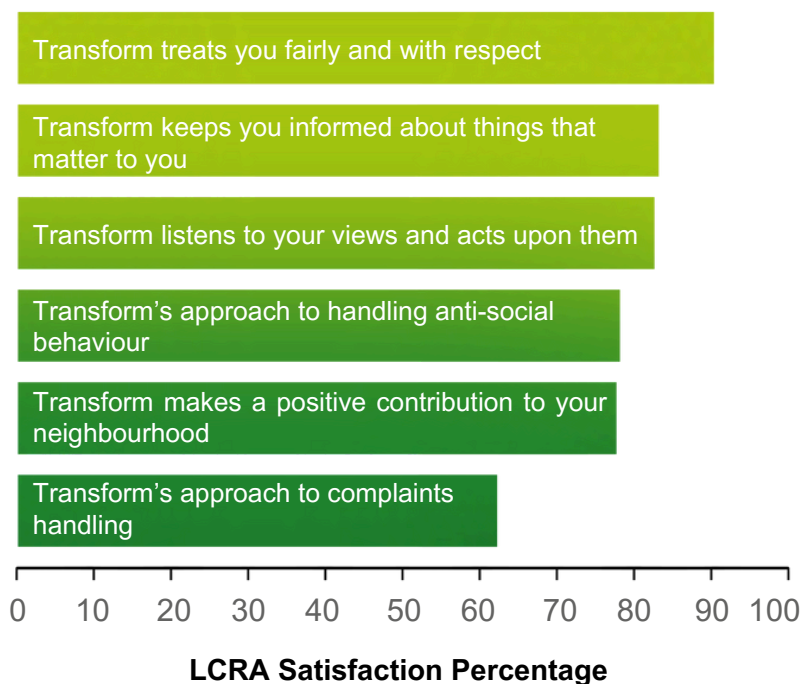 Transform treats you fairly and with respect
Transform keeps you informed about things that
matter to you
Transform listens to your views and acts upon them
Transform’s approach to handling anti-social
behaviour
Transform makes a positive contribution to your
neighbourhood
Transform’s approach to complaints
handling
0 10 20 30 40 50 60 70 80 90 100
LCRA Satisfaction Percentage